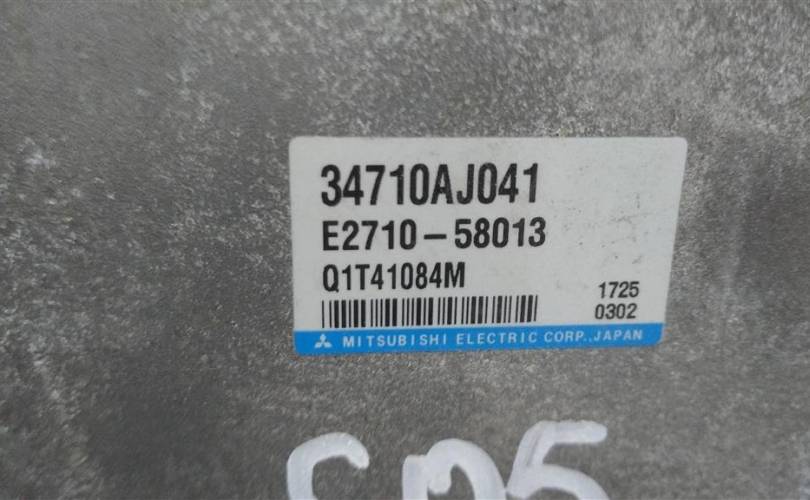 34710AJ041
E2710-58013
Q1T41084M
1725
0302
MITSUBISHI ELECTRIC CORP., JAPAN